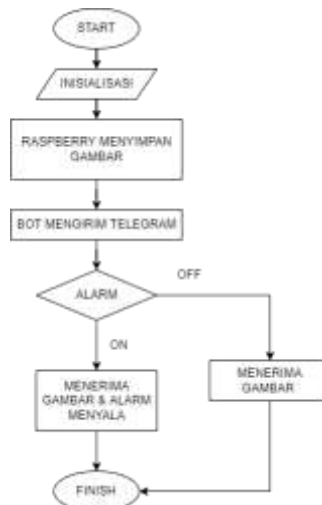 START
INISIALISASI
RASPBERRY MENYIMPAN
GAMBAR
BOT MENGIRIM TELEGRAM
OFF
ALARM
ON
MENERIMA
GAMBAR & ALARM
MENYALA
MENERIMA
GAMBAR
FINISH